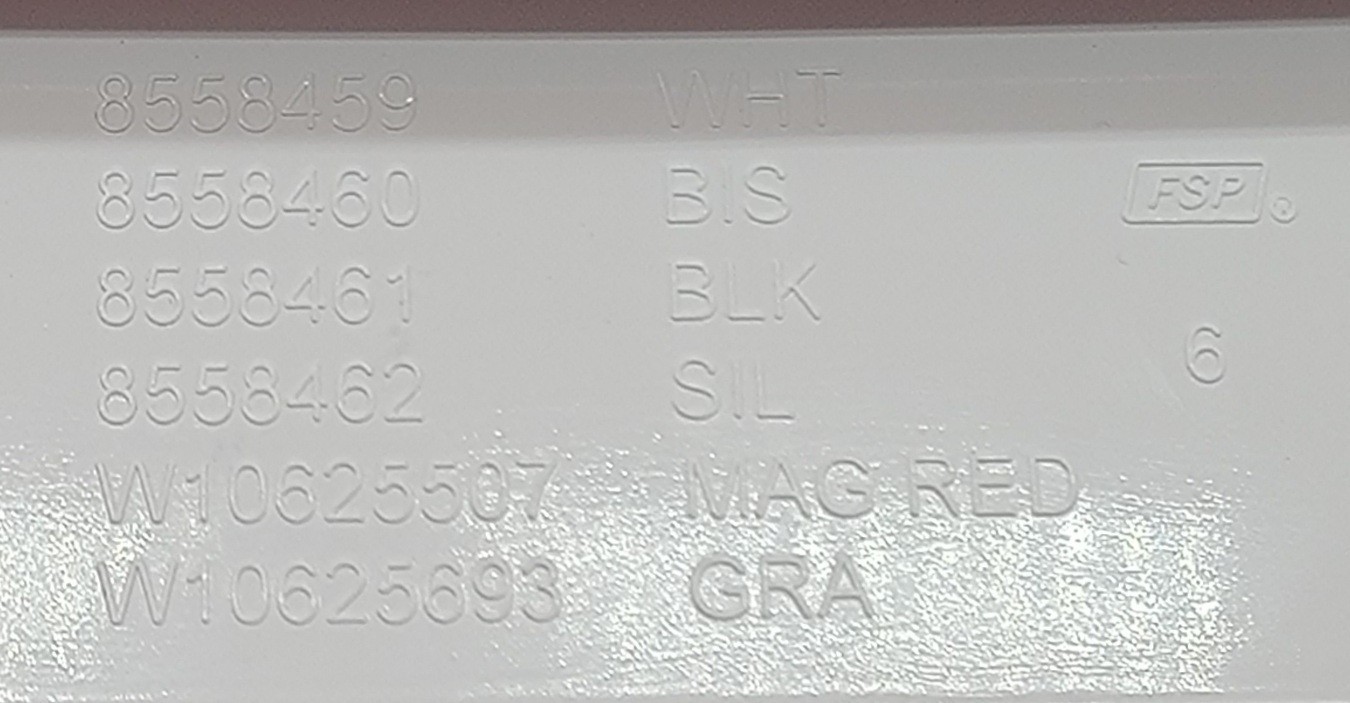 8558459 WHT
8558460 BIS
FSP®
8558461 BLK
6
8558462 SIL
W10625507 MAG RED
W10625693 GRA